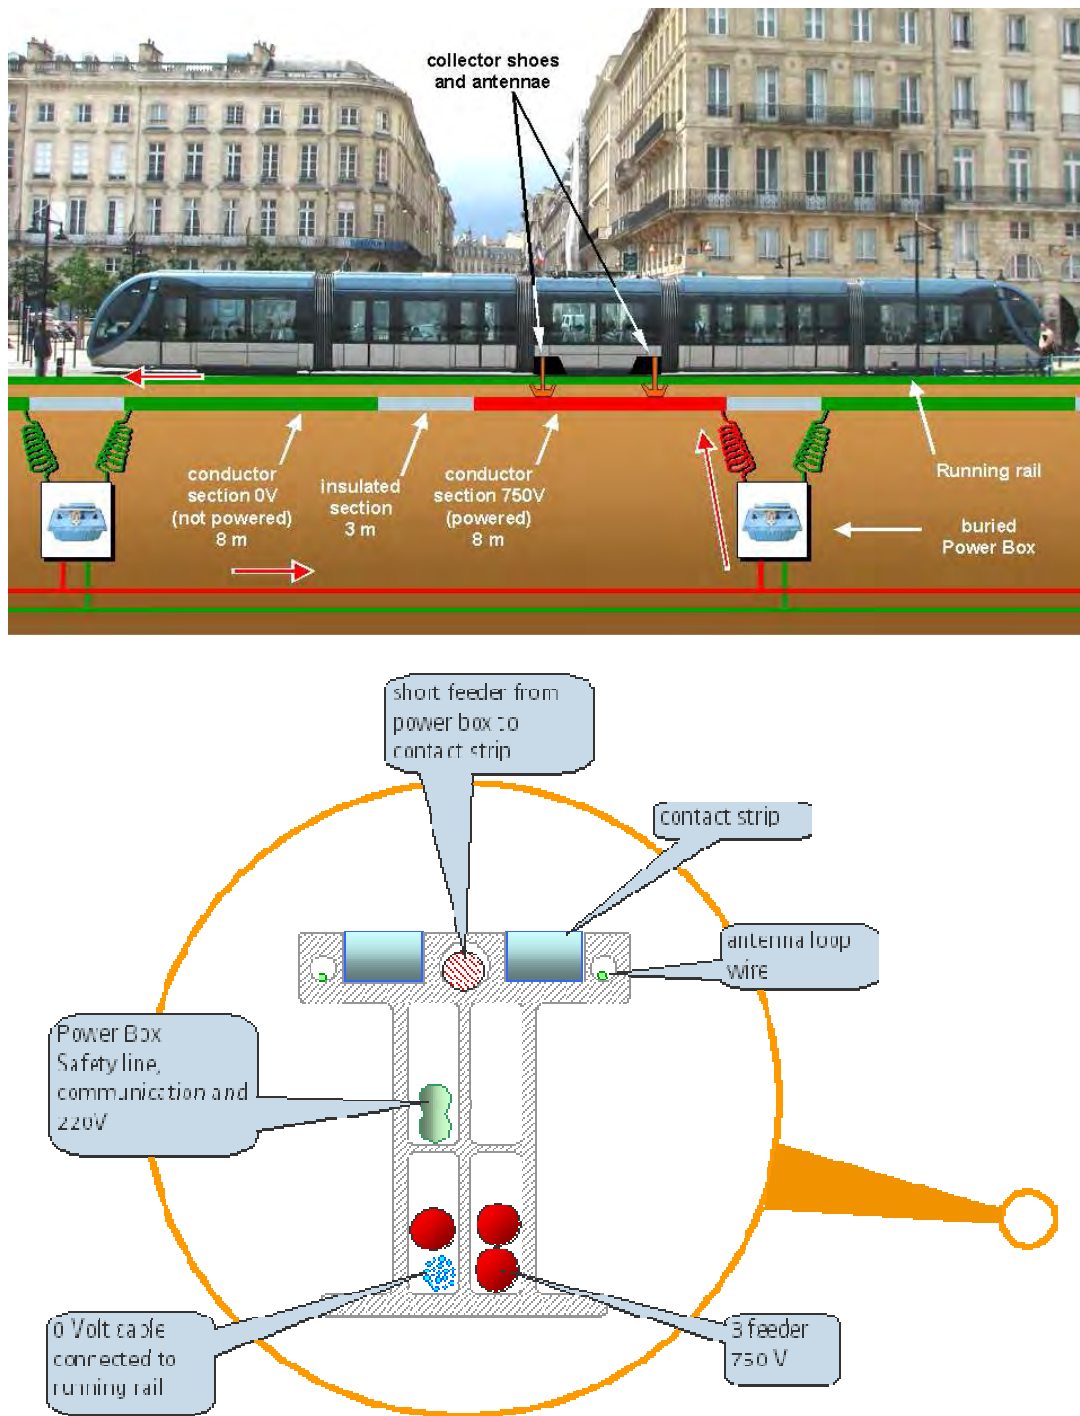 collector shoes
and antennae
conductor
section 0V
(not powered)
8 m
insulated
section
3 m
conductor
section 750V
(powered)
8 m
Running rail
buried
Power Box
short feeder from
power box to
contact strip
contact strip
antenna loop
wire
Power Box
Safety line,
communication and
220V
0 Volt cable
connected to
running rail
3 feeder
750 V